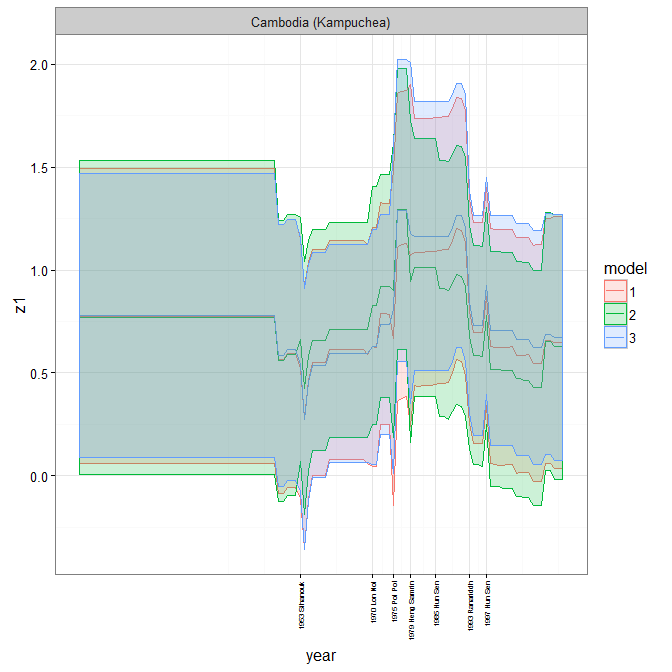 Cambodia (Kampuchea)
2.0
1.5
1.0
0.5
0.0
z1
1953 Sihanouk
1970 Lon Nol
1975 Pol Pol
1979 Heng Samrin
1985 Hun Sen
1993 Ranariddh
1997 Hun Sen
year
model
1
2
3